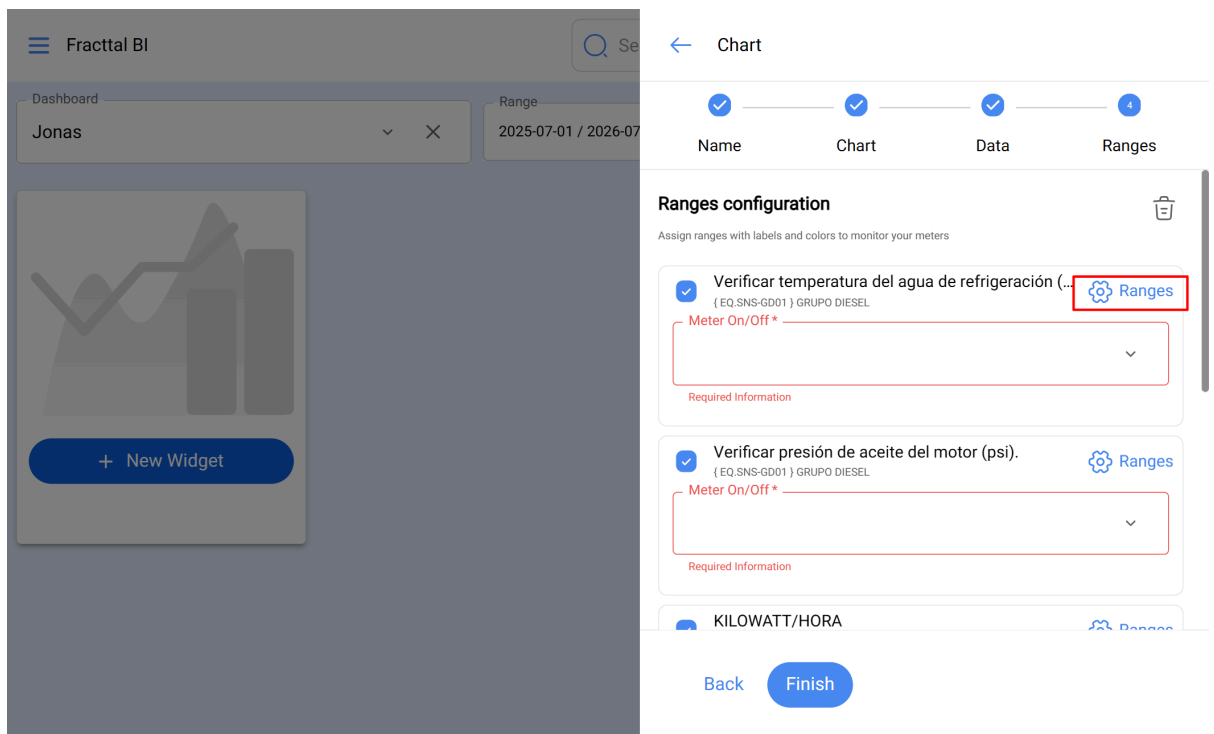 Fracttal BI
Se
Chart
Dashboard
Jonas
Range
2025-07-01 / 2026-07
4
Name
Chart
Data
Ranges
Ranges configuration
Assign ranges with labels and colors to monitor your meters
Verificar temperatura del agua de refrigeración (...
{ EQ.SNS-GD01 } GRUPO DIESEL
Ranges
Meter On/Off *
Required Information
+ New Widget
Verificar presión de aceite del motor (psi).
{ EQ.SNS-GD01 } GRUPO DIESEL
Ranges
Meter On/Off *
Required Information
KILOWATT/HORA
Ranges
Back
Finish